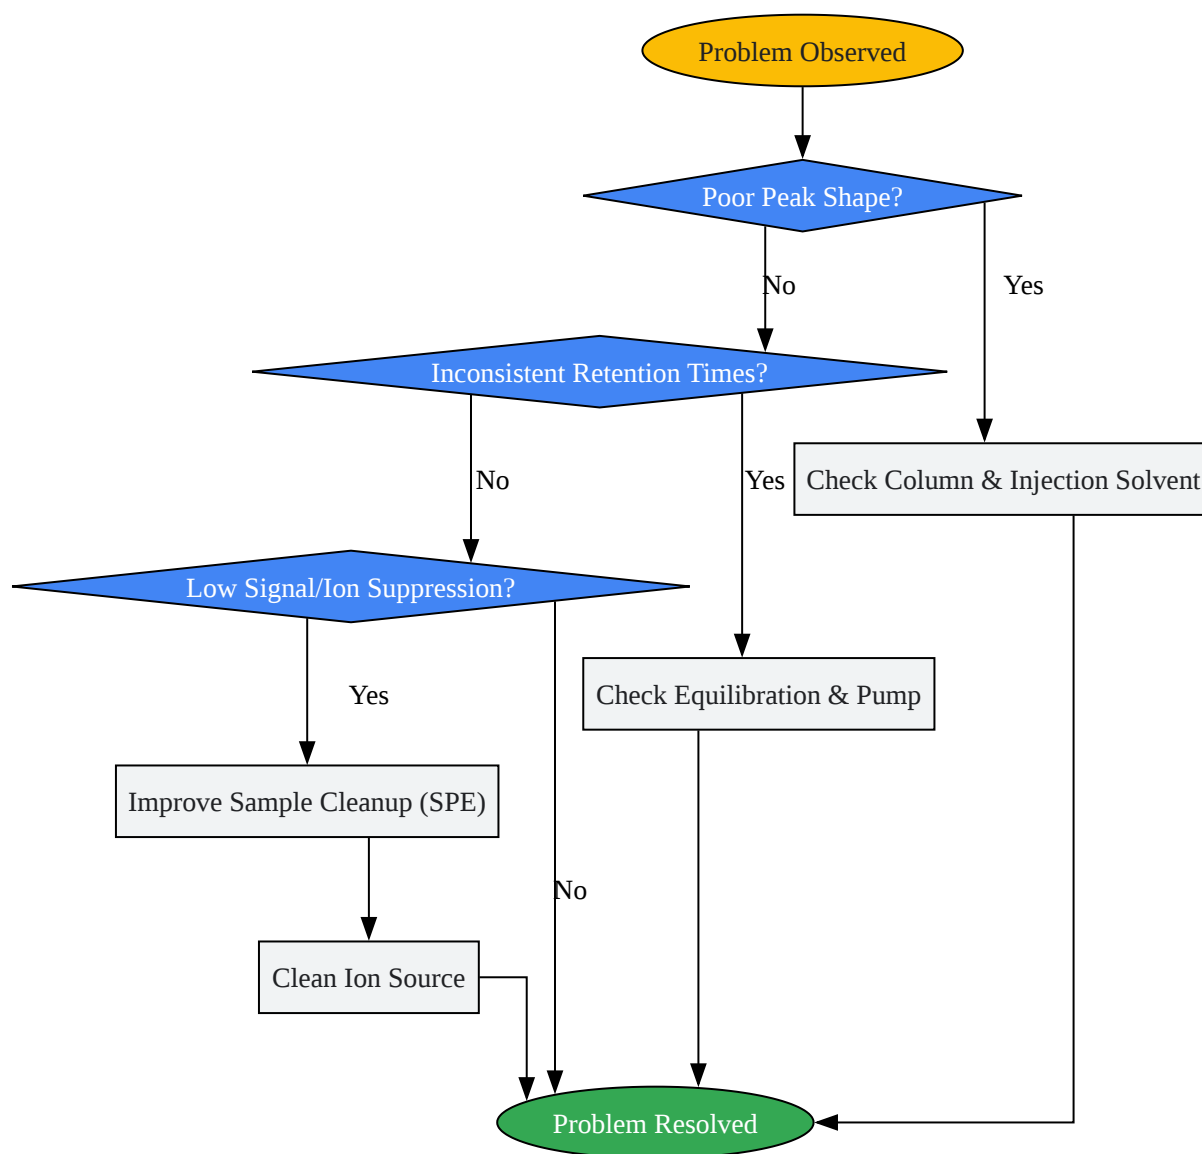 Problem Observed
Poor Peak Shape?
No
Yes
Inconsistent Retention Times?
No
Yes
Check Column & Injection Solvent
Low Signal/Ion Suppression?
Yes
Check Equilibration & Pump
Improve Sample Cleanup (SPE)
No
Clean Ion Source
Problem Resolved